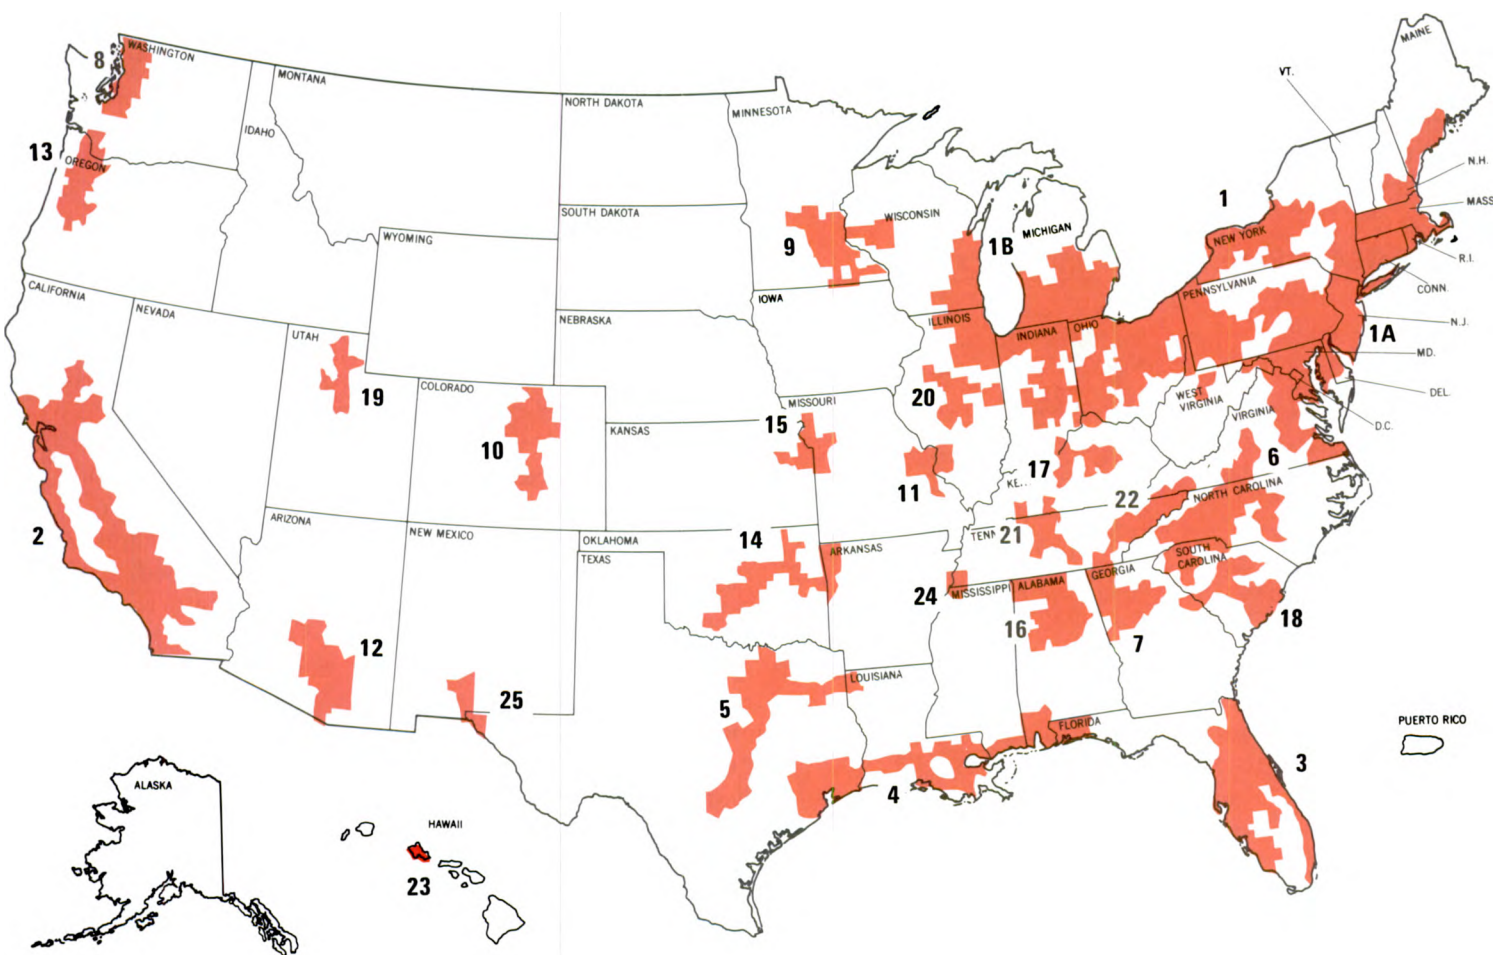 MAINE
VT.
8
WASHINGTON
MONTANA
NORTH DAKOTA
MINNESOTA
IDAHO
13
OREGON
N.H.
1
MASS
SOUTH DAKOTA
WISCONSIN
WYOMING
9
1B
MICHIGAN
NEW YORK
R.I.
CALIFORNIA
PENNSYLVANIA
CONN.
IOWA
NEVADA
NEBRASKA
ILLINOIS
INDIANA
OHIO
N.J.
UTAH
1A
MD.
COLORADO
19
20
WEST
VIRGINIA
DEL.
MISSOURI
VIRGINIA
15
KANSAS
D.C.
10
17
6
11
KE..
22
NORTH CAROLINA
ARIZONA
2
NEW MEXICO
OKLAHOMA
14
TENN
21
TEXAS
ARKANSAS
SOUTH
CAROLINA
GEORGIA
24
MISSISSIPPI
ALABAMA
16
18
7
12
LOUISIANA
25
5
FLORIDA
PUERTO RICO
3
ALASKA
4
HAWAII
23